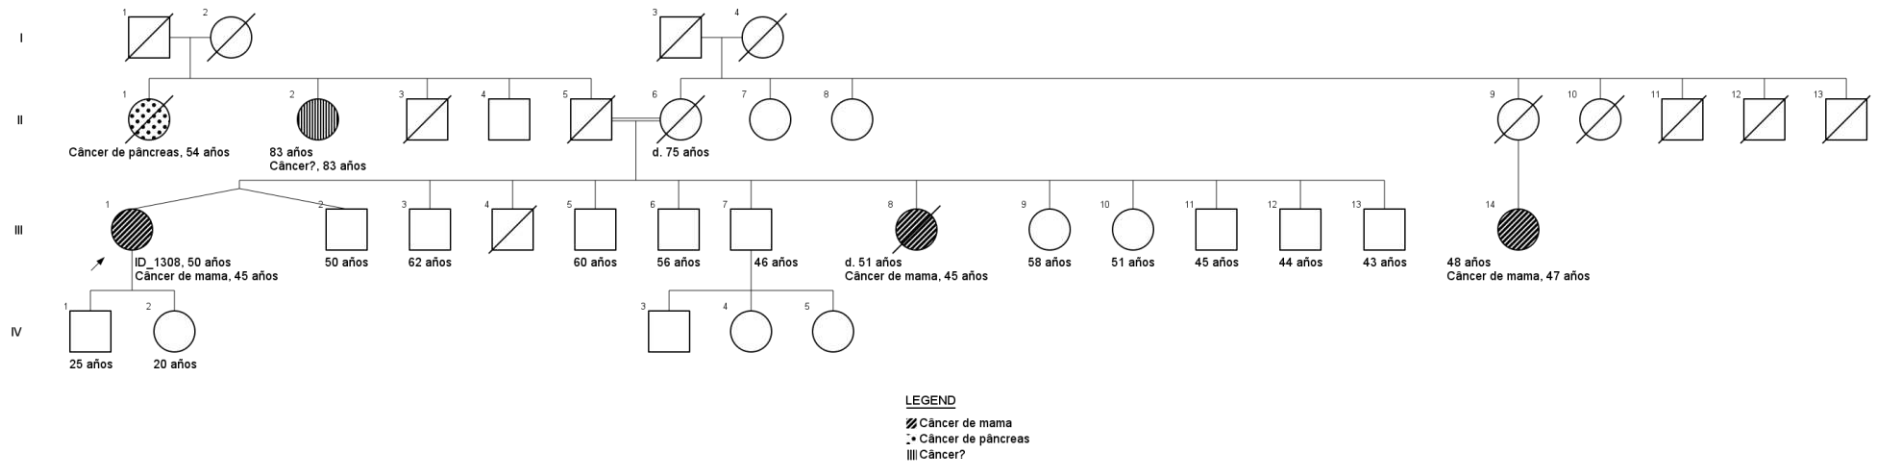 1 2 3 4
I
1 2 3 4 5 6 7 8 9 10 11 12 13
II
Câncer de pâncreas, 54 años
83 años
Câncer?, 83 años
d. 75 años
1 2 3 4 5 6 7 8 9 10 11 12 13 14
III
ID_1308, 50 años
Câncer de mama, 45 años
50 años
62 años
60 años
56 años
46 años
d. 51 años
Câncer de mama, 45 años
58 años
51 años
45 años
44 años
43 años
48 años
Câncer de mama, 47 años
1 2 3 4 5
IV
25 años
20 años
LEGEND
Câncer de mama
Câncer de pâncreas
Câncer?